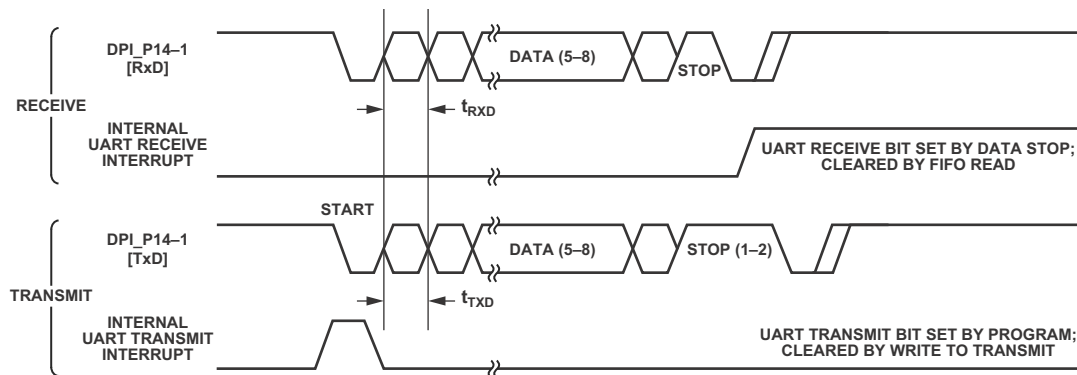 DPI_P14–1
[RxD]
DATA (5–8)
STOP
RECEIVE
tRXD
INTERNAL
UART RECEIVE
INTERRUPT
UART RECEIVE BIT SET BY DATA STOP;
CLEARED BY FIFO READ
START
DPI_P14–1
[TxD]
DATA (5–8)
STOP (1–2)
TRANSMIT
tTXD
INTERNAL
UART TRANSMIT
INTERRUPT
UART TRANSMIT BIT SET BY PROGRAM;
CLEARED BY WRITE TO TRANSMIT